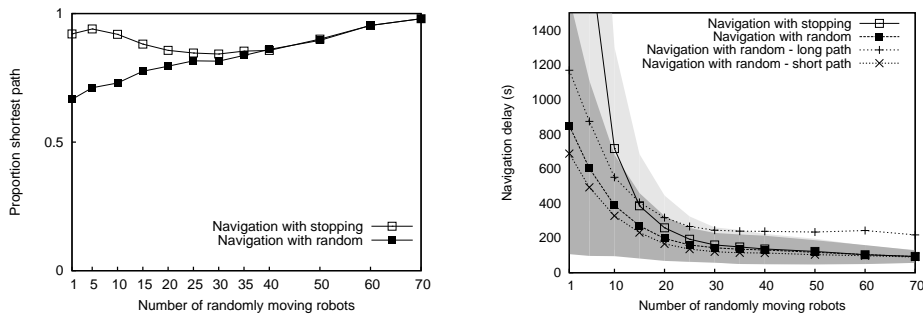 1
0.5
0
Proportion shortest path
Navigation with stopping
Navigation with random
1 5 10 15 20 25 30 35 40 50 60 70
Number of randomly moving robots
1400
1200
1000
800
600
400
200
0
Navigation delay (s)
Navigation with stopping
Navigation with random
Navigation with random - long path
Navigation with random - short path
1 10 20 30 40 50 60 70
Number of randomly moving robots